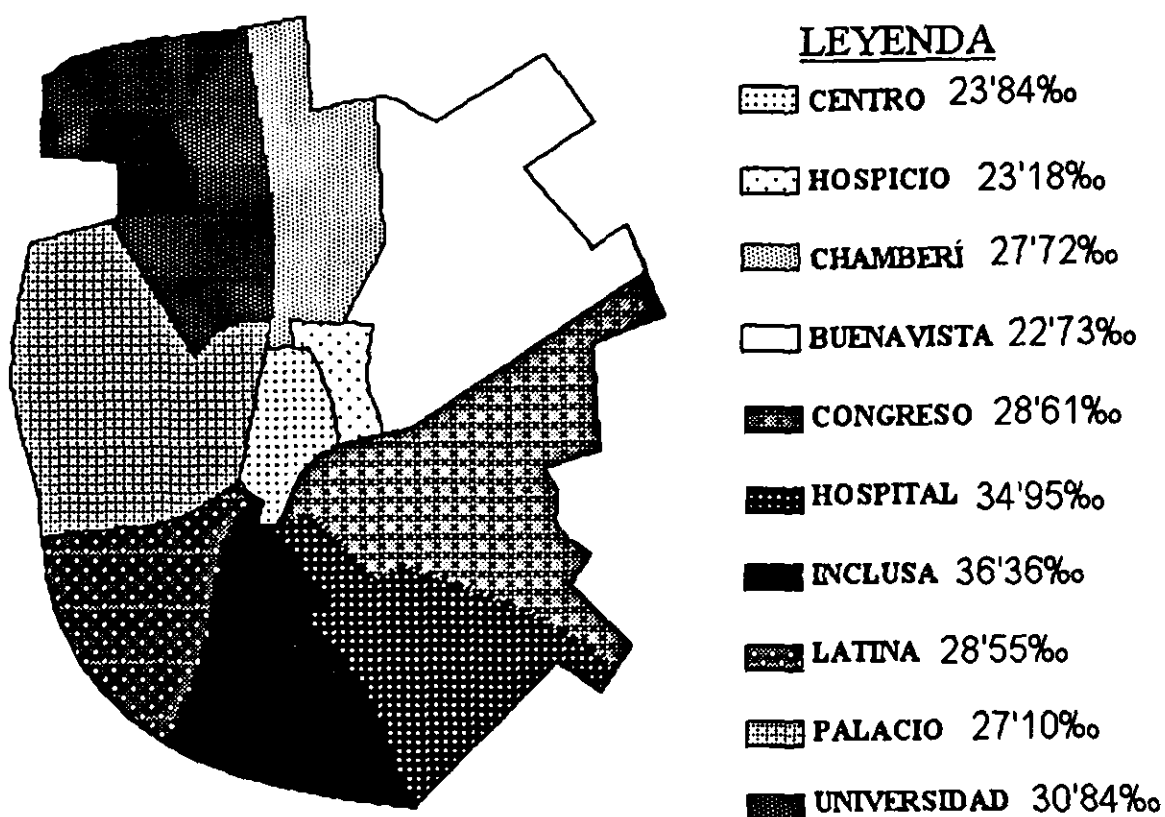 LEYENDA
CENTRO 23'84‰
HOSPICIO 23'18‰
CHAMBERÍ 27'72‰
BUENAVISTA 22'73‰
CONGRESO 28'61‰
HOSPITAL 34'95‰
INCLUSA 36'36‰
LATINA 28'55‰
PALACIO 27'10‰
UNIVERSIDAD 30'84‰